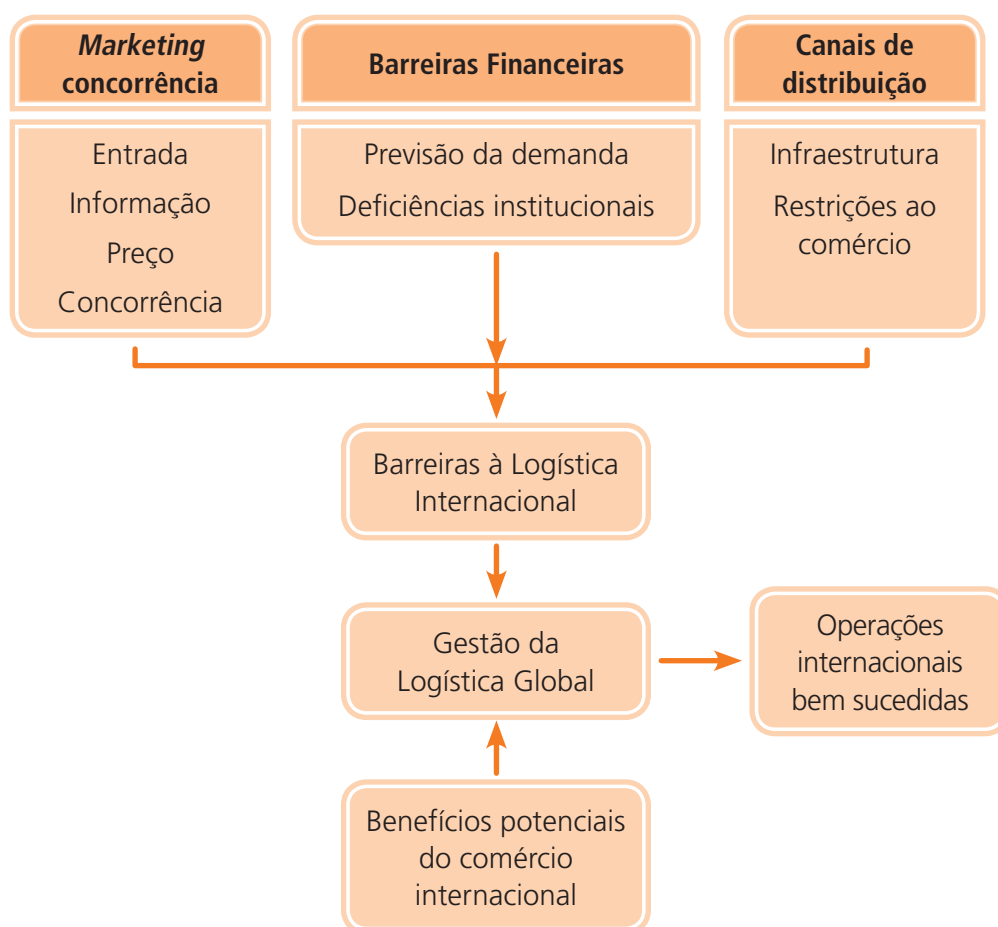 Marketing
concorrência
Entrada
Informação
Preço
Concorrência
Barreiras Financeiras
Previsão da demanda
Deficiências institucionais
Canais de
distribuição
Infraestrutura
Restrições ao
comércio
Barreiras à Logística
Internacional
Gestão da
Logística Global
Operações
internacionais
bem sucedidas
Benefícios potenciais
do comércio
internacional